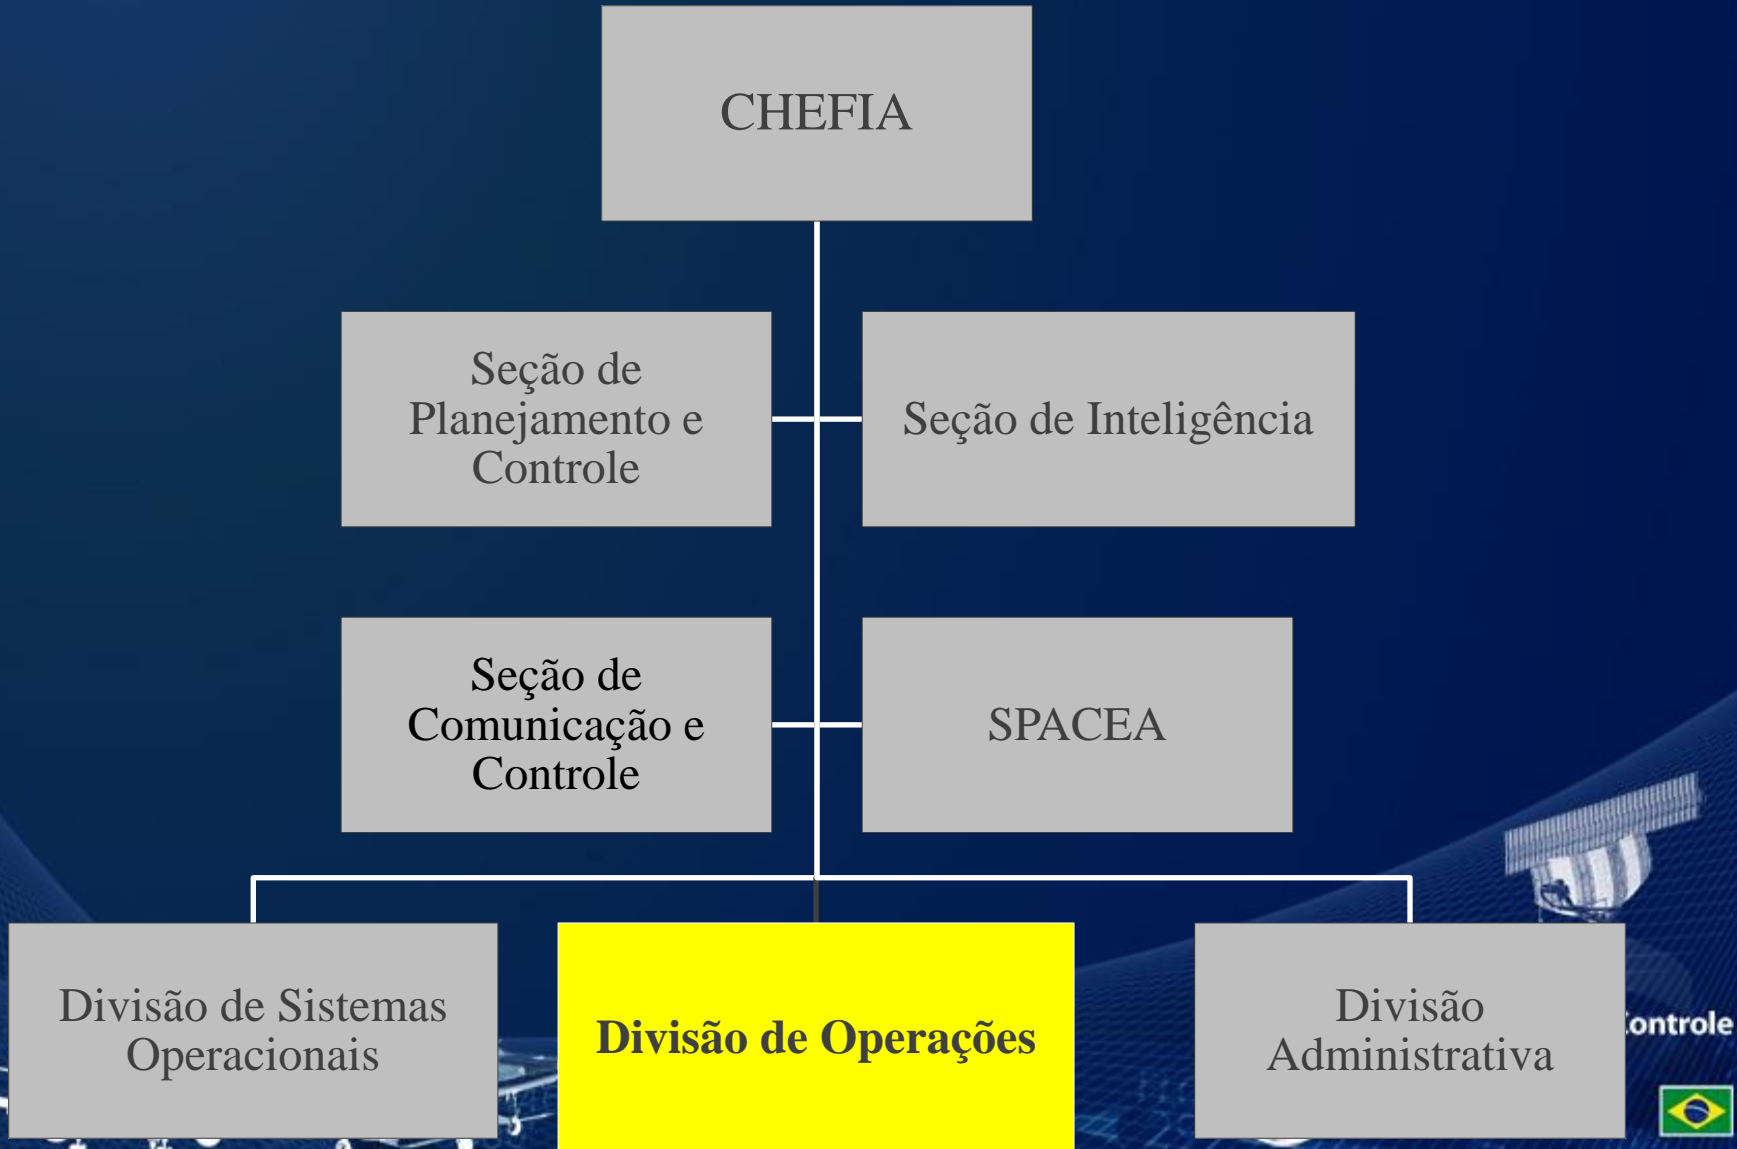 CHEFIA
Seção de
Planejamento e
Controle
Seção de Inteligência
Seção de
Comunicação e
Controle
SPACEA
Divisão de Sistemas
Operacionais
Divisão de Operações
Divisão
Administrativa
ontrole